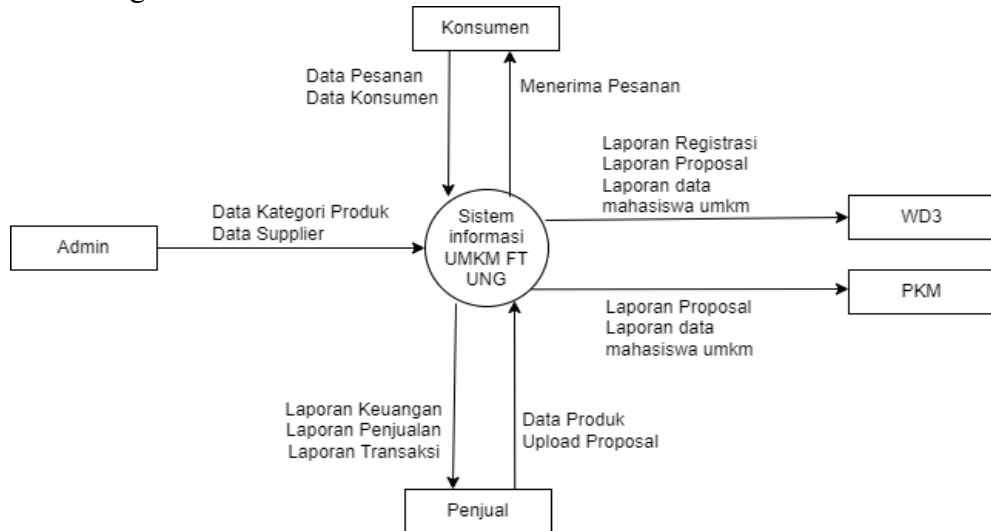 Konsumen
Data Pesanan
Data Konsumen
Menerima Pesanan
Laporan Registrasi
Laporan Proposal
Laporan data
mahasiswa umkm
Data Kategori Produk
Data Supplier
Admin
Sistem
informasi
UMKM FT
UNG
WD3
PKM
Laporan Proposal
Laporan data
mahasiswa umkm
Laporan Keuangan
Laporan Penjualan
Laporan Transaksi
Data Produk
Upload Proposal
Penjual